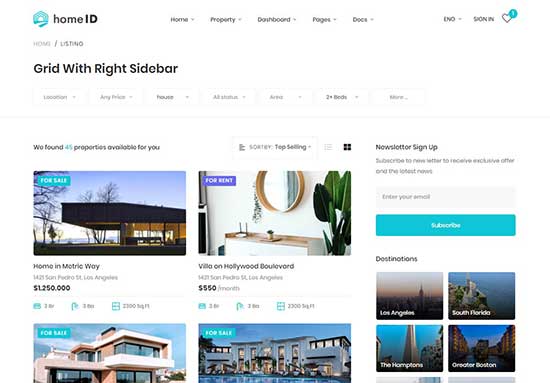 homeID
Home Property Dashboard Pages Docs ENG SIGN IN 1
HOME / LISTING
Grid With Right Sidebar
Location Any Price house All status Area 2+ Beds More ...
We found 45 properties available for you
SORTBY: Top Selling
FOR SALE
Home in Metric Way
1421 San Pedro St, Los Angeles
$1.250.000
3 Br 3 Ba 2300 Sq.Ft
FOR RENT
Villa on Hollywood Boulevard
1421 San Pedro St, Los Angeles
$550 /month
3 Br 3 Ba 2300 Sq.Ft
FOR SALE
FOR SALE
Newslettor Sign Up
Subscribe to new letter to receive exclusive offer
and the latest news
Enter your email
Subscribe
Destinations
Los Angeles
South Florida
The Hamptons
Greater Boston